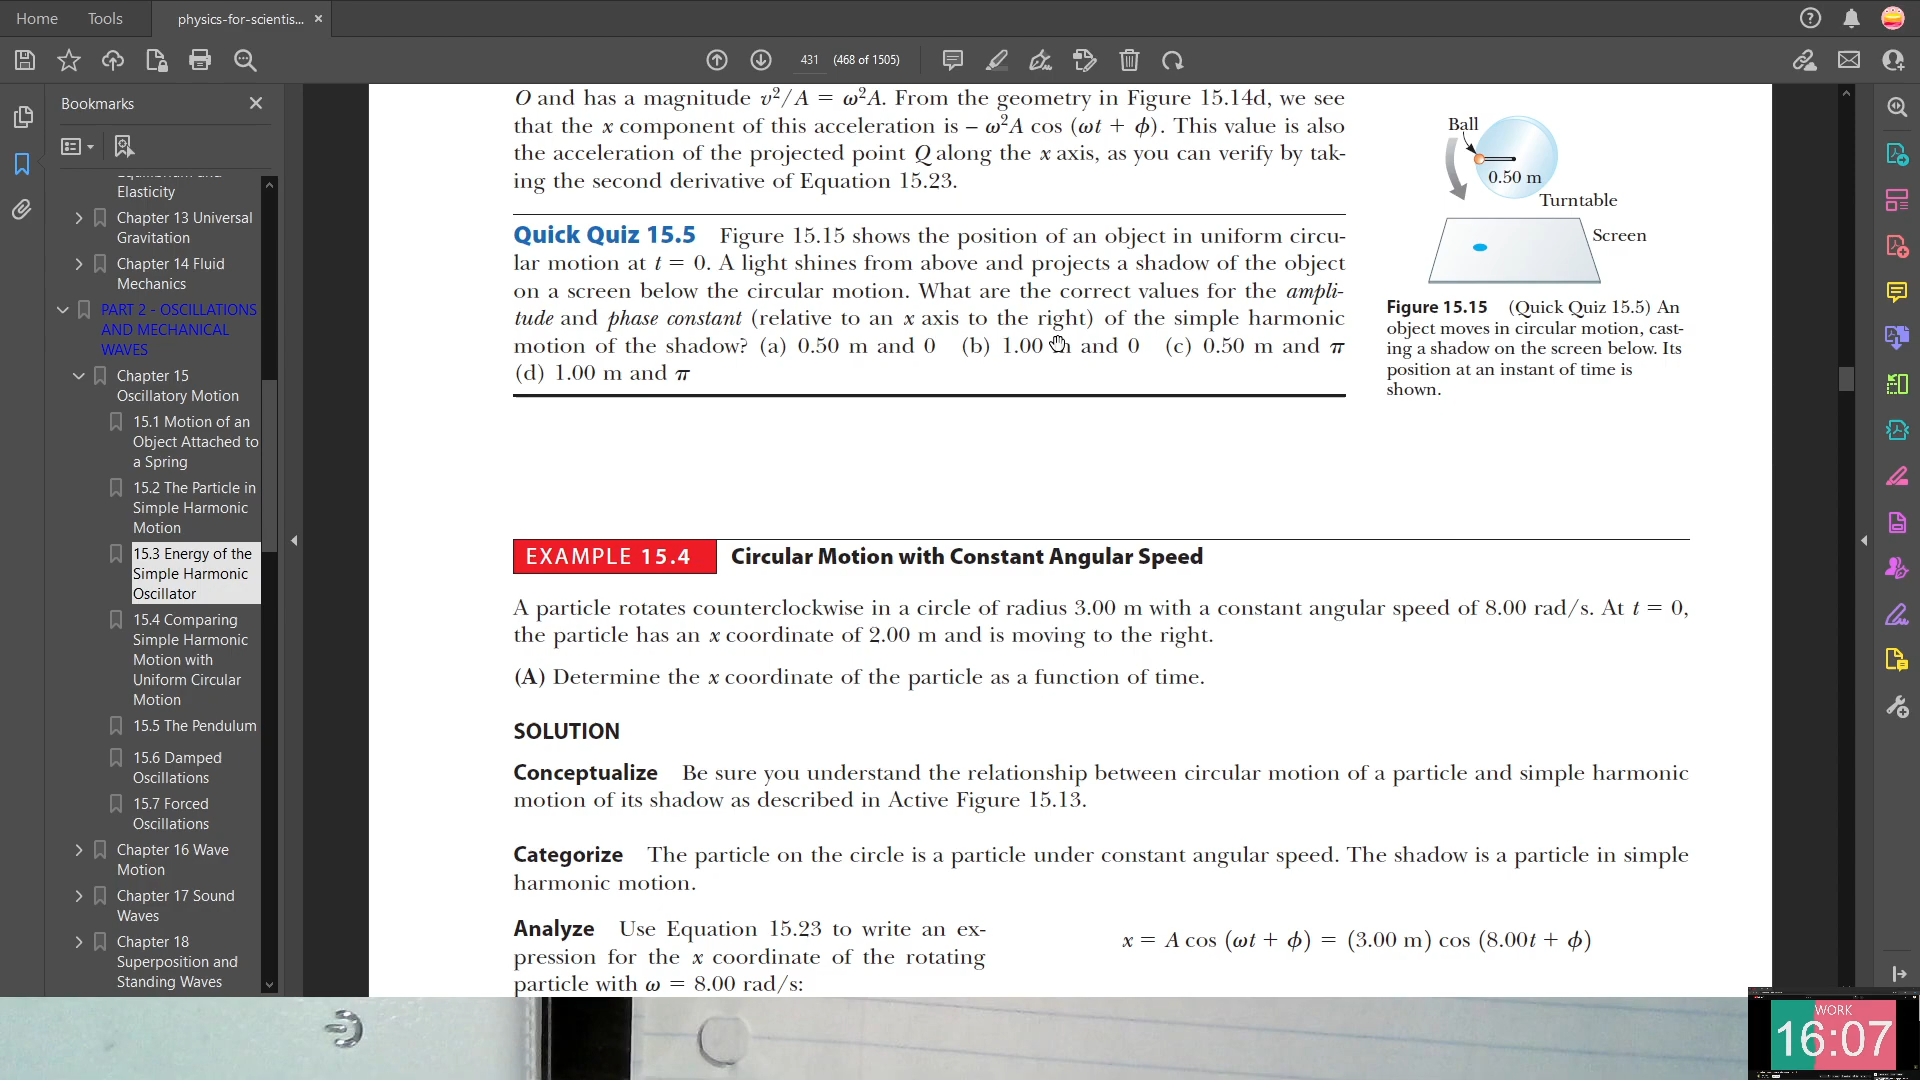 Home
Tools
physics-for-scientis...
431
(468 of 1505)
Bookmarks
Elasticity
Chapter 13 Universal
Gravitation
Chapter 14 Fluid
Mechanics
PART 2 - OSCILLATIONS
AND MECHANICAL
WAVES
Chapter 15
Oscillatory Motion
15.1 Motion of an
Object Attached to
a Spring
15.2 The Particle in
Simple Harmonic
Motion
15.3 Energy of the
Simple Harmonic
Oscillator
15.4 Comparing
Simple Harmonic
Motion with
Uniform Circular
Motion
15.5 The Pendulum
15.6 Damped
Oscillations
15.7 Forced
Oscillations
Chapter 16 Wave
Motion
Chapter 17 Sound
Waves
Chapter 18
Superposition and
Standing Waves
O and has a magnitude v²/A = ω²A. From the geometry in Figure 15.14d, we see
that the x component of this acceleration is – ω²A cos (ωt + ϕ). This value is also
the acceleration of the projected point Q along the x axis, as you can verify by tak-
ing the second derivative of Equation 15.23.
Quick Quiz 15.5 Figure 15.15 shows the position of an object in uniform circu-
lar motion at t = 0. A light shines from above and projects a shadow of the object
on a screen below the circular motion. What are the correct values for the ampli-
tude and phase constant (relative to an x axis to the right) of the simple harmonic
motion of the shadow? (a) 0.50 m and 0 (b) 1.00 m and 0 (c) 0.50 m and π
(d) 1.00 m and π
Ball
0.50 m
Turntable
Screen
Figure 15.15 (Quick Quiz 15.5) An
object moves in circular motion, cast-
ing a shadow on the screen below. Its
position at an instant of time is
shown.
EXAMPLE 15.4 Circular Motion with Constant Angular Speed
A particle rotates counterclockwise in a circle of radius 3.00 m with a constant angular speed of 8.00 rad/s. At t = 0,
the particle has an x coordinate of 2.00 m and is moving to the right.
(A) Determine the x coordinate of the particle as a function of time.
SOLUTION
Conceptualize Be sure you understand the relationship between circular motion of a particle and simple harmonic
motion of its shadow as described in Active Figure 15.13.
Categorize The particle on the circle is a particle under constant angular speed. The shadow is a particle in simple
harmonic motion.
Analyze Use Equation 15.23 to write an ex-
pression for the x coordinate of the rotating
particle with ω = 8.00 rad/s:
x = A cos (ωt + ϕ) = (3.00 m) cos (8.00t + ϕ)
WORK
16:07